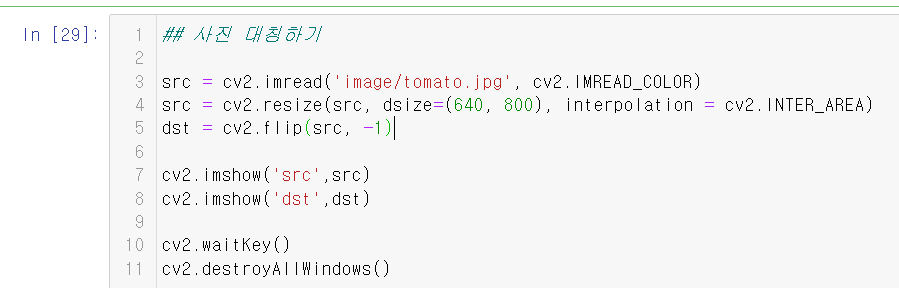 In [29]:
1 ## 사진 대칭하기
2
3 src = cv2.imread('image/tomato.jpg', cv2.IMREAD_COLOR)
4 src = cv2.resize(src, dsize=(640, 800), interpolation = cv2.INTER_AREA)
5 dst = cv2.flip(src, -1)
6
7 cv2.imshow('src',src)
8 cv2.imshow('dst',dst)
9
10 cv2.waitKey()
11 cv2.destroyAllWindows()